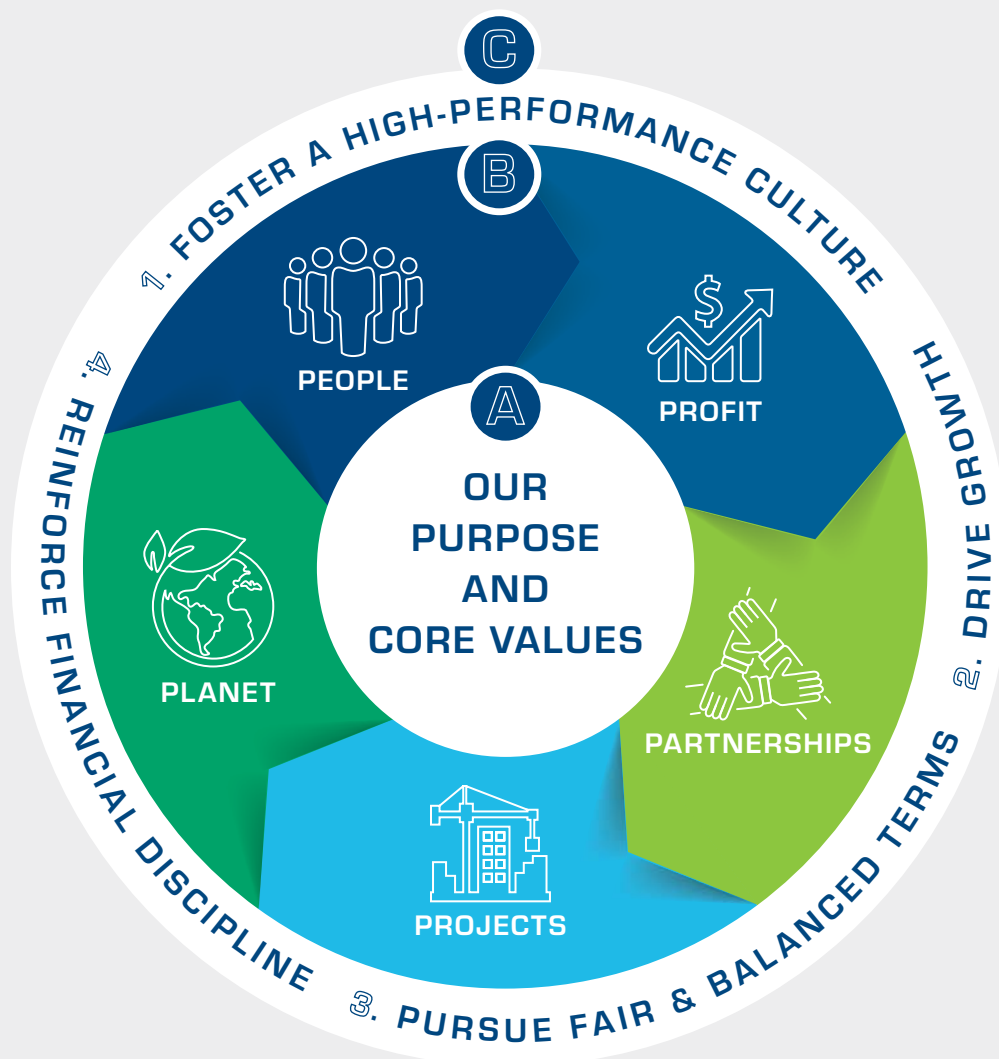 C
1. FOSTER A HIGH-PERFORMANCE CULTURE
2. DRIVE GROWTH
3. PURSUE FAIR & BALANCED TERMS
4. REINFORCE FINANCIAL DISCIPLINE
B
PEOPLE
$
PROFIT
PARTNERSHIPS
PROJECTS
PLANET
A
OUR
PURPOSE
AND
CORE VALUES